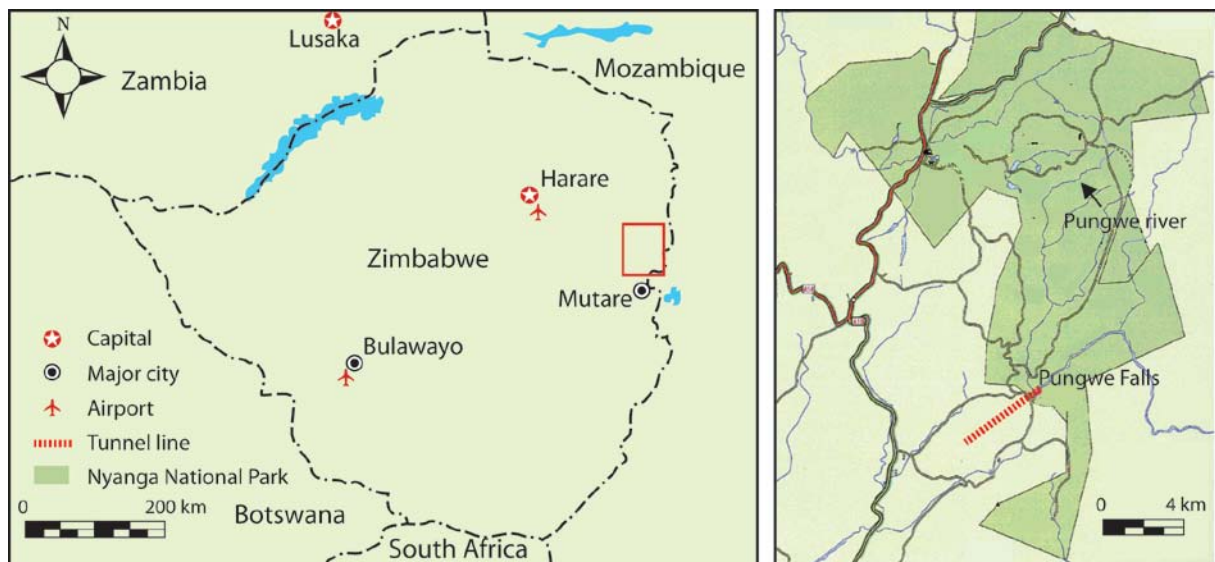 N
Lusaka
Zambia
Mozambique
Harare
Zimbabwe
Mutare
Bulawayo
Capital
Major city
Airport
Tunnel line
Nyanga National Park
0 200 km
Botswana
South Africa
Pungwe river
Pungwe Falls
0 4 km